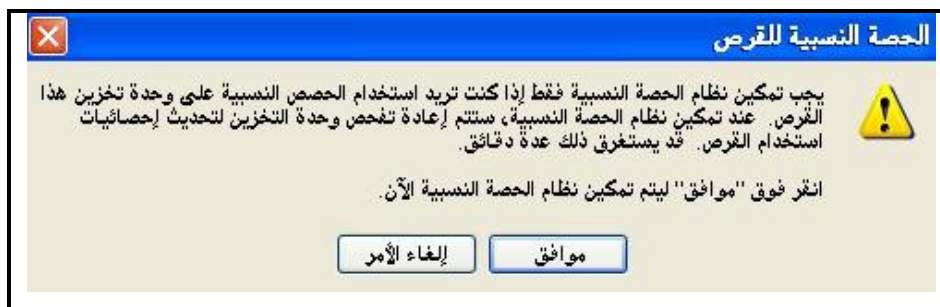 الحصة النسبية للقرص
يجب تمكين نظام الحصة النسبية فقط إذا كنت تريد استخدام الحصص النسبية على وحدة تخزين هذا
القرص. عند تمكين نظام الحصة النسبية، ستتم إعادة تفحص وحدة التخزين لتحديث إحصائيات
استخدام القرص. قد يستغرق ذلك عدة دقائق.
انقر فوق "موافق" ليتم تمكين نظام الحصة النسبية الآن.
موافق
إلغاء الأمر